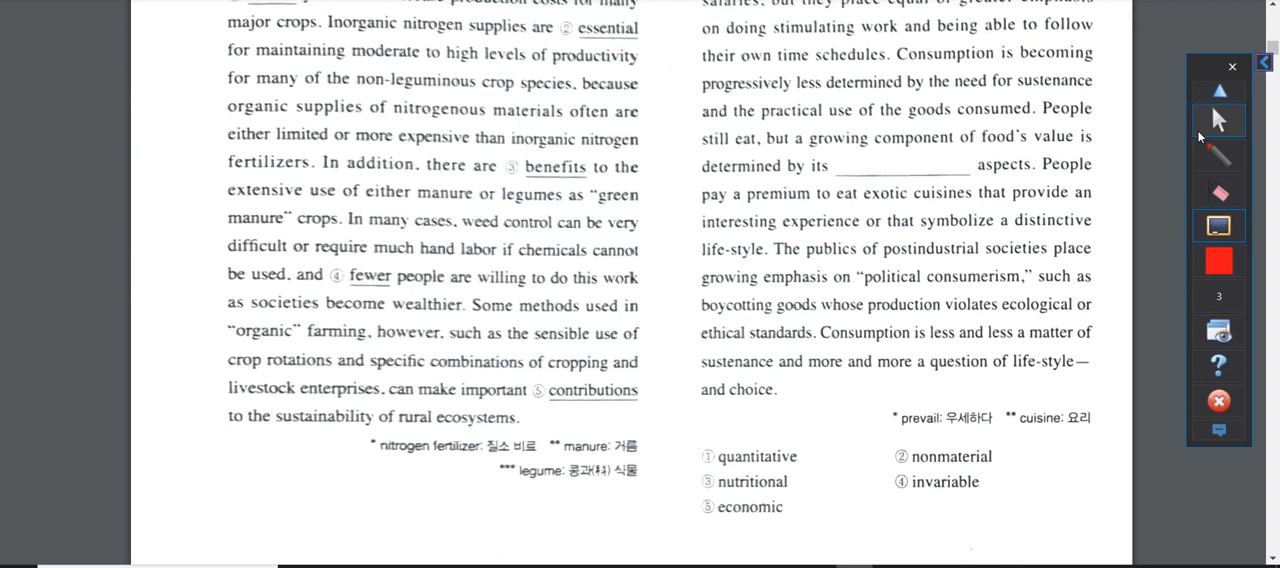 major crops. Inorganic nitrogen supplies are ② essential
for maintaining moderate to high levels of productivity
for many of the non-leguminous crop species, because
organic supplies of nitrogenous materials often are
either limited or more expensive than inorganic nitrogen
fertilizers. In addition, there are ③ benefits to the
extensive use of either manure or legumes as “green
manure” crops. In many cases, weed control can be very
difficult or require much hand labor if chemicals cannot
be used, and ④ fewer people are willing to do this work
as societies become wealthier. Some methods used in
“organic” farming, however, such as the sensible use of
crop rotations and specific combinations of cropping and
livestock enterprises, can make important ⑤ contributions
to the sustainability of rural ecosystems.
* nitrogen fertilizer: 질소 비료 ** manure: 거름
*** legume: 콩과(科) 식물
on doing stimulating work and being able to follow
their own time schedules. Consumption is becoming
progressively less determined by the need for sustenance
and the practical use of the goods consumed. People
still eat, but a growing component of food's value is
determined by its ________________ aspects. People
pay a premium to eat exotic cuisines that provide an
interesting experience or that symbolize a distinctive
life-style. The publics of postindustrial societies place
growing emphasis on “political consumerism,” such as
boycotting goods whose production violates ecological or
ethical standards. Consumption is less and less a matter of
sustenance and more and more a question of life-style—
and choice.
* prevail: 우세하다 ** cuisine: 요리
① quantitative ② nonmaterial
③ nutritional ④ invariable
⑤ economic
3